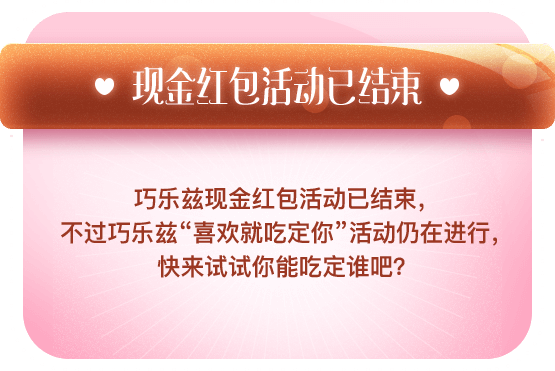 现金红包活动已结束
巧乐兹现金红包活动已结束，
不过巧乐兹“喜欢就吃定你”活动仍在进行，
快来试试你能吃定谁吧？